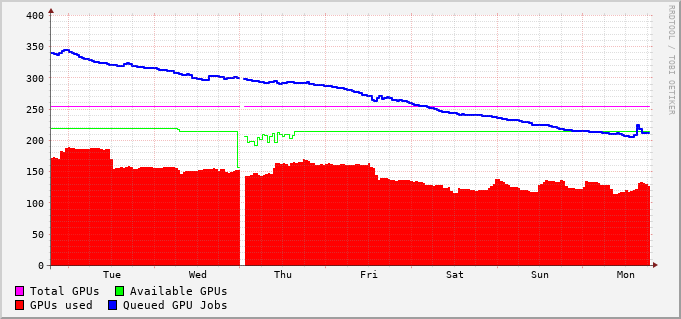 400
350
300
250
200
150
100
50
0
Tue Wed Thu Fri Sat Sun Mon
Total GPUs Available GPUs
GPUs used Queued GPU Jobs
RRDTOOL / TOBI OETIKER